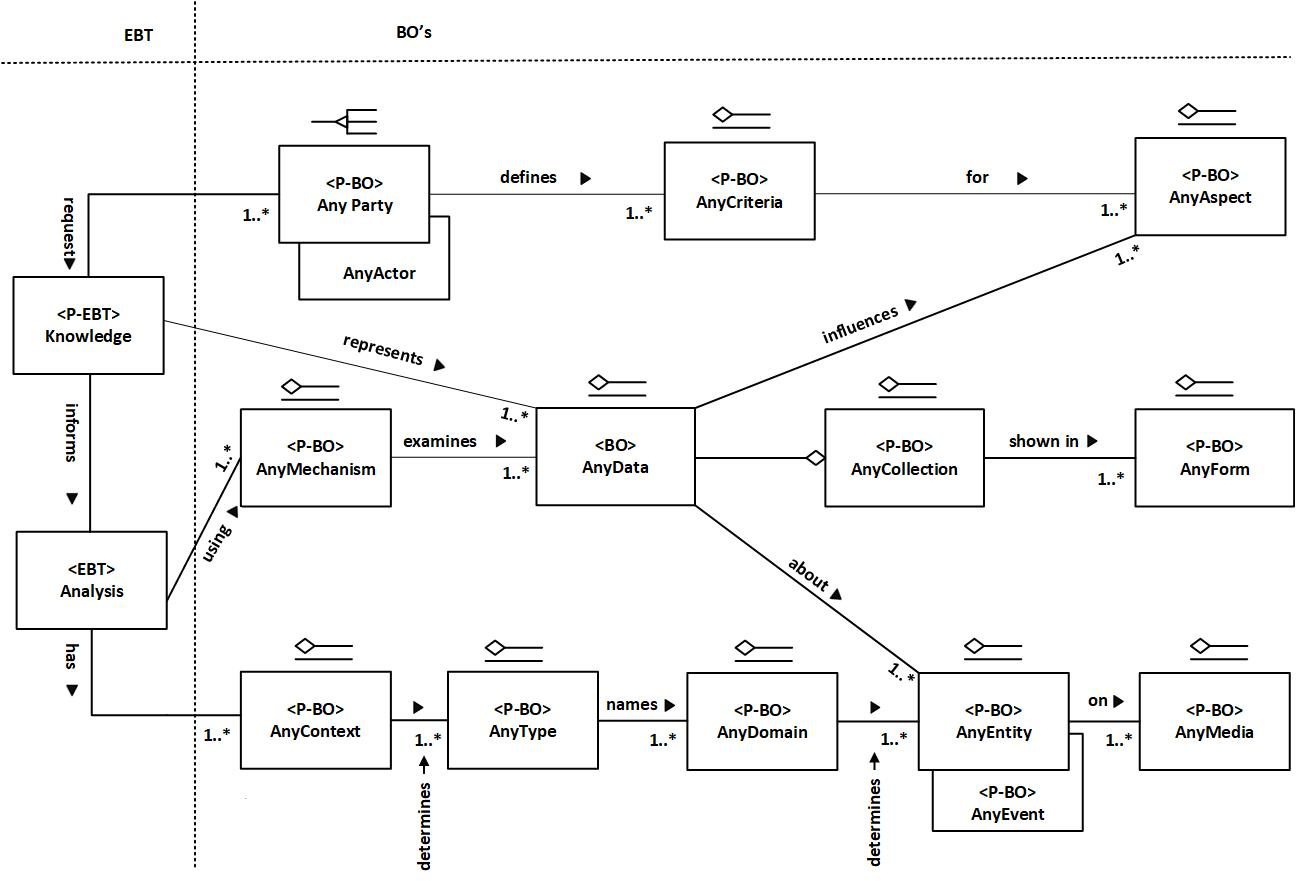 EBT
BO's
<P-BO>
Any Party
AnyActor
defines
1..*
1..*
<P-BO>
AnyCriteria
for
1..*
<P-BO>
AnyAspect
request
<P-EBT>
Knowledge
represents
1..*
influences
1..*
informs
1..*
using
<P-BO>
AnyMechanism
examines
1..*
<BO>
AnyData
<P-BO>
AnyCollection
shown in
1..*
<P-BO>
AnyForm
<EBT>
Analysis
about
1..*
has
1..*
<P-BO>
AnyContext
1..*
determines
<P-BO>
AnyType
names
1..*
<P-BO>
AnyDomain
1..*
determines
<P-BO>
AnyEntity
<P-BO>
AnyEvent
on
1..*
<P-BO>
AnyMedia